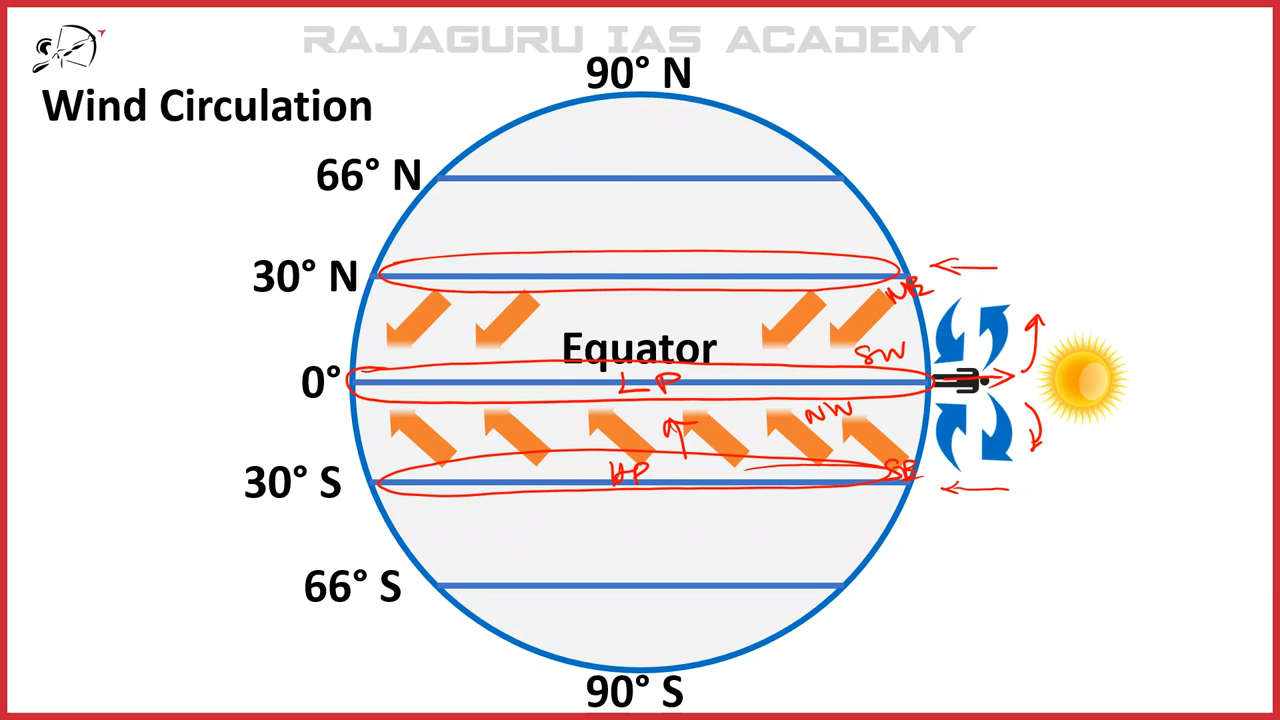 RAJAGURU IAS ACADEMY
90° N
Wind Circulation
66° N
30° N
NE
SW
Equator
0°
LP
NW
HP
SE
30° S
66° S
90° S